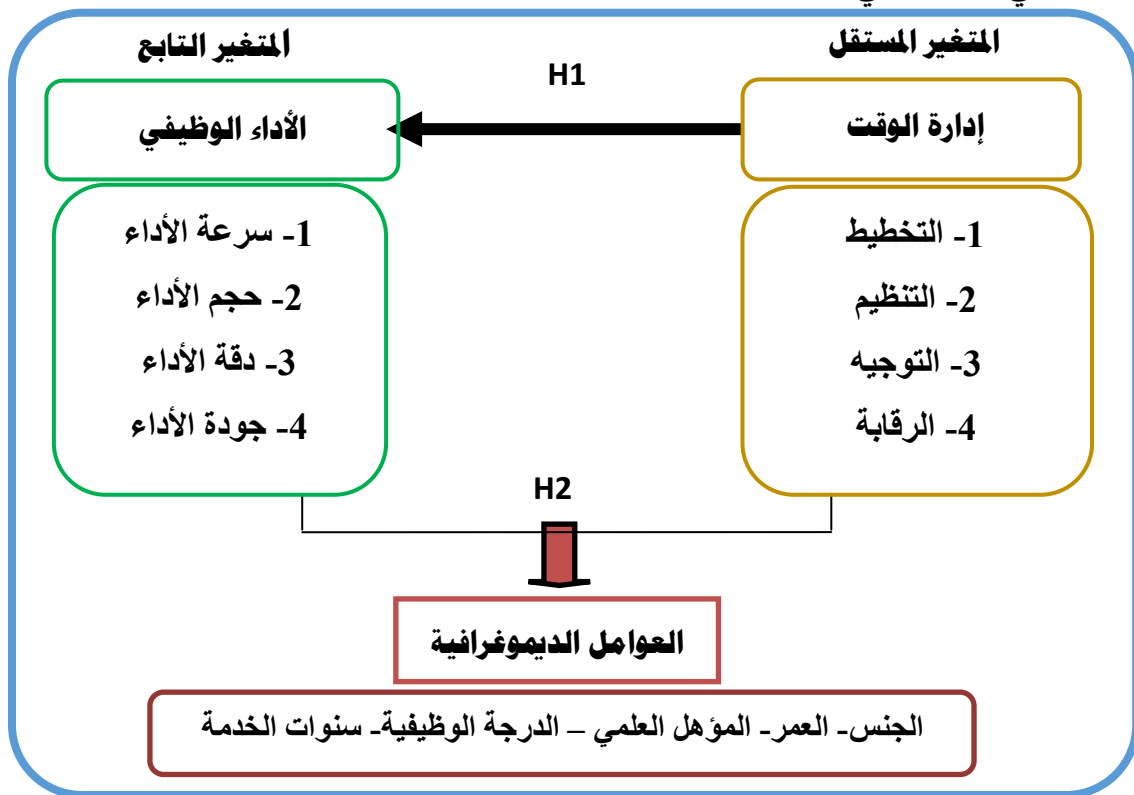 المتغير المستقل
المتغير التابع
H1
إدارة الوقت
الأداء الوظيفي
1- التخطيط
2- التنظيم
3- التوجيه
4- الرقابة
1- سرعة الأداء
2- حجم الأداء
3- دقة الأداء
4- جودة الأداء
H2
العوامل الديموغرافية
الجنس- العمر- المؤهل العلمي – الدرجة الوظيفية- سنوات الخدمة